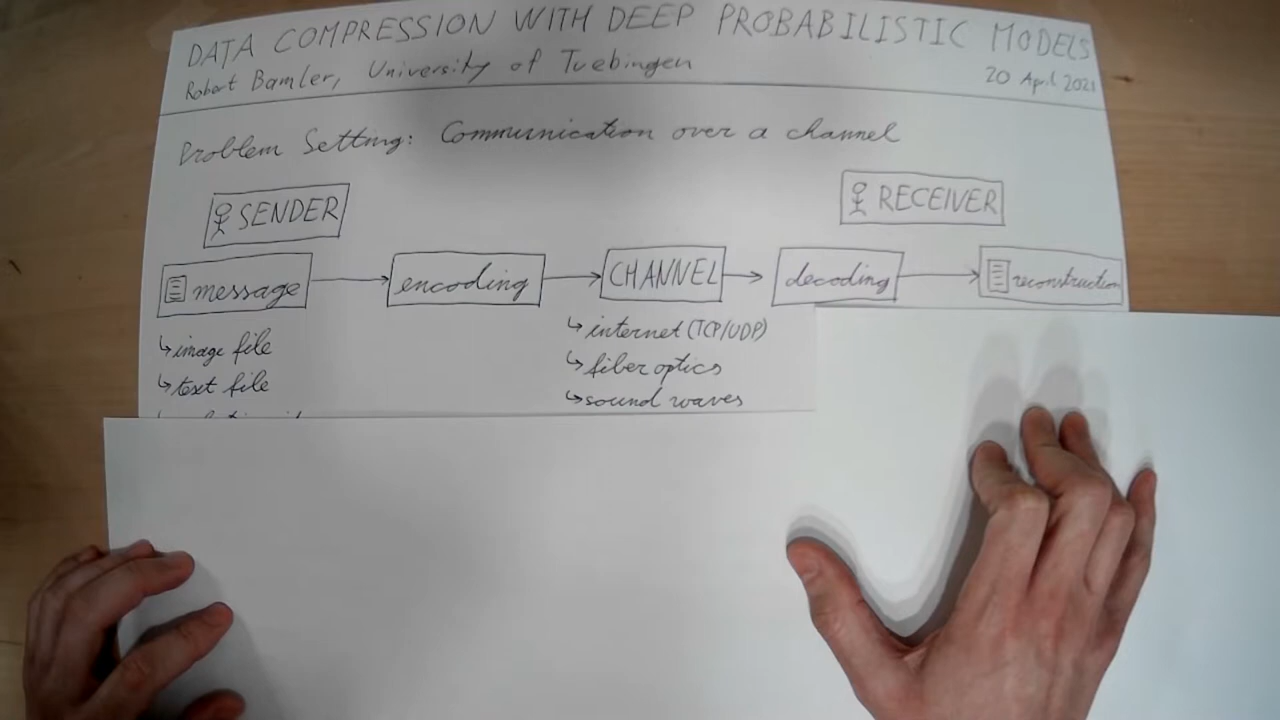 DATA COMPRESSION WITH DEEP PROBABILISTIC MODELS
Robert Bamler, University of Tuebingen
20 April 2021
Problem Setting: Communication over a channel
SENDER
RECEIVER
message
encoding
CHANNEL
decoding
reconstruction
↳image file
↳text file
↳internet (TCP/UDP)
↳fiber optics
↳sound waves